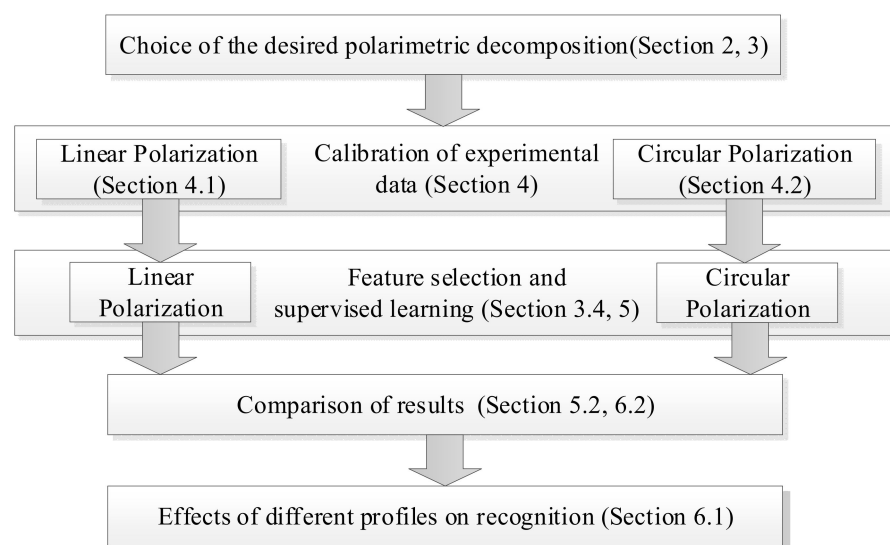 Choice of the desired polarimetric decomposition(Section 2, 3)
Linear Polarization
(Section 4.1)
Calibration of experimental
data (Section 4)
Circular Polarization
(Section 4.2)
Linear
Polarization
Feature selection and
supervised learning (Section 3.4, 5)
Circular
Polarization
Comparison of results (Section 5.2, 6.2)
Effects of different profiles on recognition (Section 6.1)